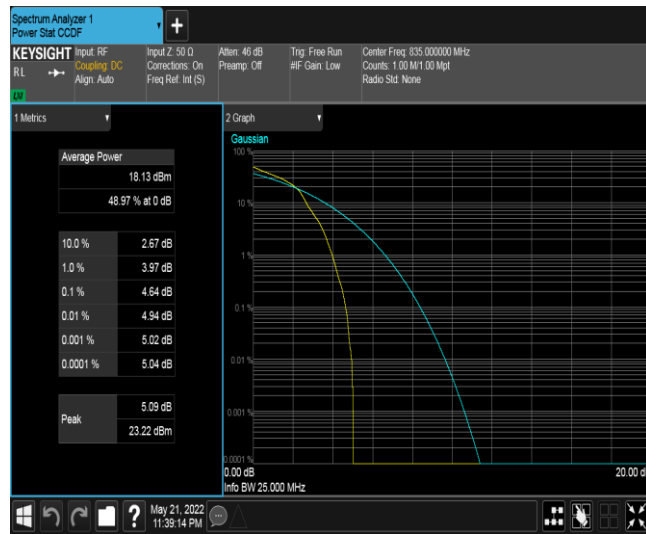 Spectrum Analyzer 1
Power Stat CCDF
+
KEYSIGHT
RL
Input: RF
Coupling: DC
Align: Auto
Input Z: 50 Ω
Corrections: On
Freq Ref: Int (S)
Atten: 46 dB
Preamp: Off
Trig: Free Run
#IF Gain: Low
Center Freq: 835.000000 MHz
Counts: 1.00 M/1.00 Mpt
Radio Std: None
1 Metrics
Average Power
18.13 dBm
48.97 % at 0 dB
10.0 % 2.67 dB
1.0 % 3.97 dB
0.1 % 4.64 dB
0.01 % 4.94 dB
0.001 % 5.02 dB
0.0001 % 5.04 dB
Peak
5.09 dB
23.22 dBm
2 Graph
Gaussian
100 %
10 %
1 %
0.1 %
0.01 %
0.001 %
0.0001 %
0.00 dB
20.00 d
Info BW 25.000 MHz
?
May 21, 2022
11:39:14 PM